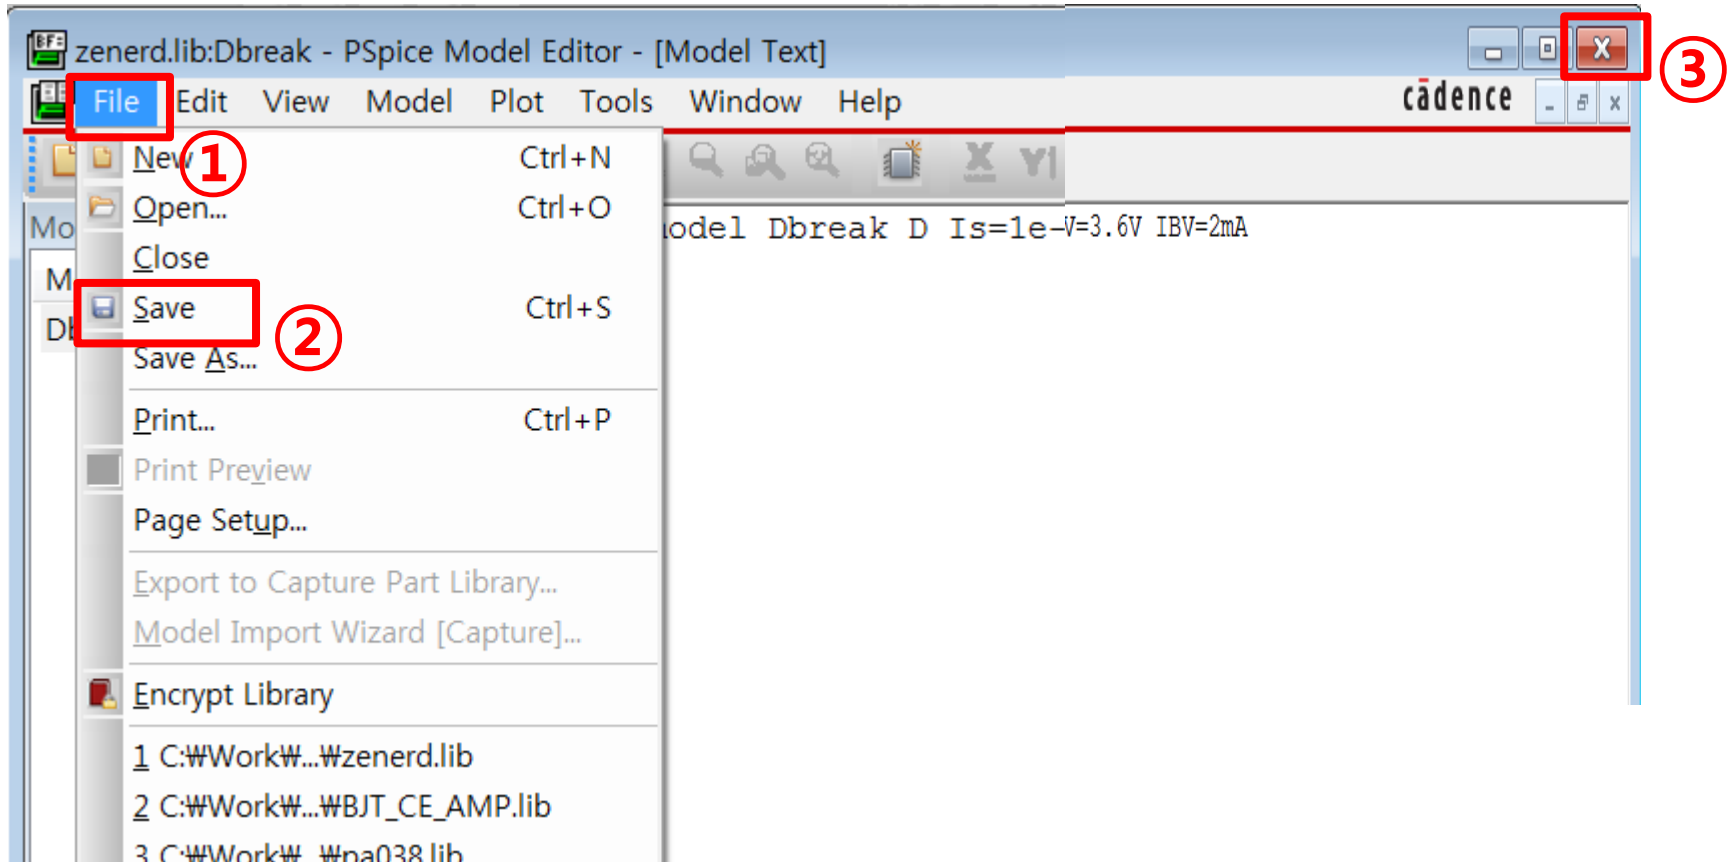 zenerd.lib:Dbreak - PSpice Model Editor - [Model Text]
③
File Edit View Model Plot Tools Window Help
cādence
①
New Ctrl+N
Open... Ctrl+O
Mo
odel Dbreak D Is=1e-V=3.6V IBV=2mA
Close
M
Save Ctrl+S
②
Db
Save As...
Print... Ctrl+P
Print Preview
Page Setup...
Export to Capture Part Library...
Model Import Wizard [Capture]...
Encrypt Library
1 C:₩Work₩...₩zenerd.lib
2 C:₩Work₩...₩BJT_CE_AMP.lib
3 C:₩Work₩...₩pa038.lib